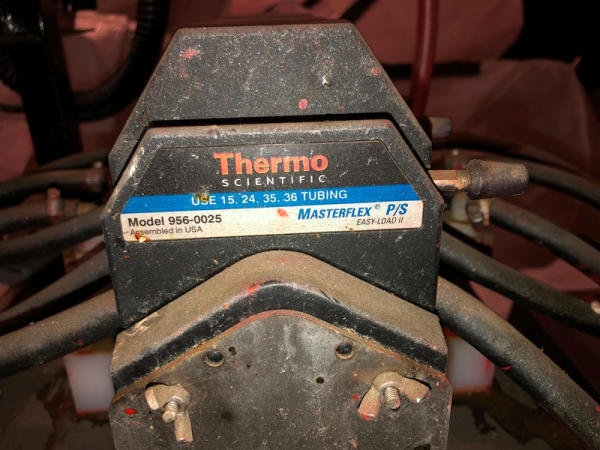 Thermo
SCIENTIFIC
USE 15, 24, 35, 36 TUBING
Model 956-0025 MASTERFLEX® P/S
Assembled in USA EASY-LOAD II